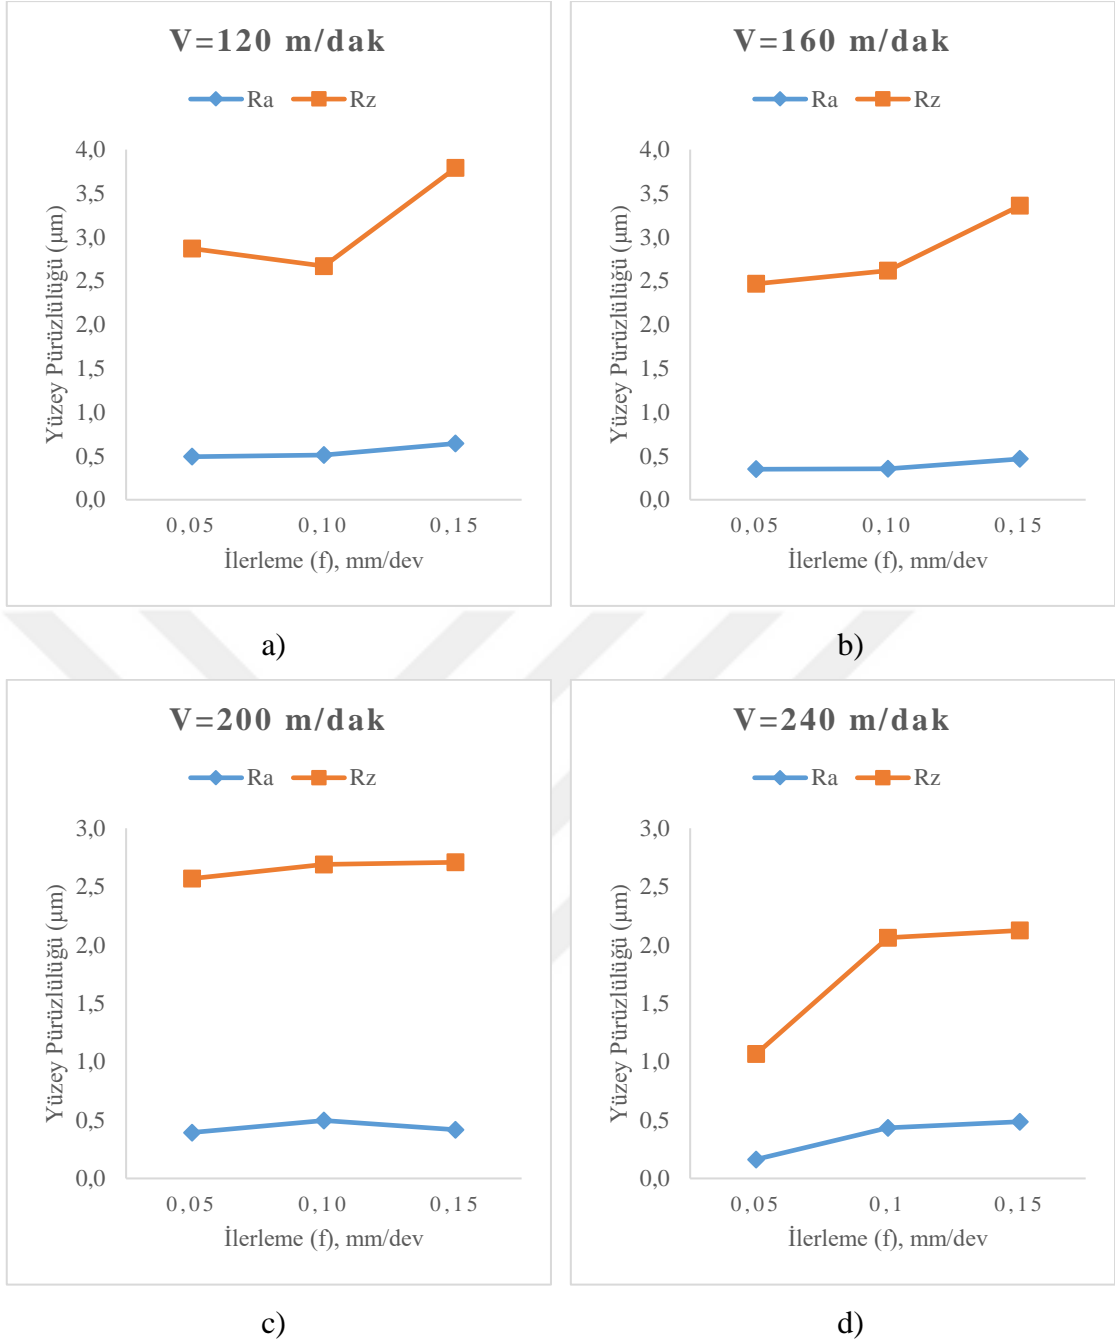 V=120 m/dak
Ra Rz
Yüzey Pürüzlülüğü (µm)
4,0
3,5
3,0
2,5
2,0
1,5
1,0
0,5
0,0
0,05 0,10 0,15
İlerleme (f), mm/dev
a)
V=160 m/dak
Ra Rz
Yüzey Pürüzlülüğü (µm)
4,0
3,5
3,0
2,5
2,0
1,5
1,0
0,5
0,0
0,05 0,10 0,15
İlerleme (f), mm/dev
b)
V=200 m/dak
Ra Rz
Yüzey Pürüzlülüğü (µm)
3,0
2,5
2,0
1,5
1,0
0,5
0,0
0,05 0,10 0,15
İlerleme (f), mm/dev
c)
V=240 m/dak
Ra Rz
Yüzey Pürüzlülüğü (µm)
3,0
2,5
2,0
1,5
1,0
0,5
0,0
0,05 0,1 0,15
İlerleme (f), mm/dev
d)